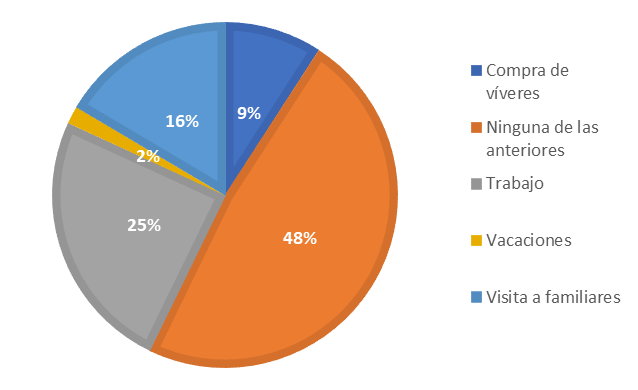 9%
48%
25%
2%
16%
Compra de
víveres
Ninguna de las
anteriores
Trabajo
Vacaciones
Visita a familiares